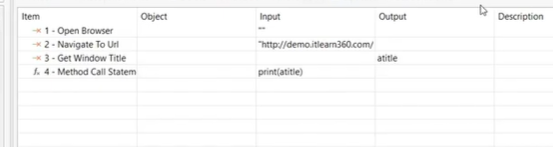 Item Object Input Output Description
1 - Open Browser ""
2 - Navigate To Url "http://demo.itlearn360.com/
3 - Get Window Title atitle
4 - Method Call Statem print(atitle)